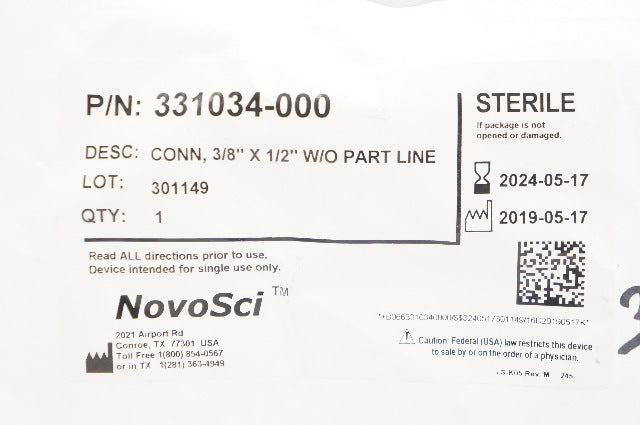 P/N: 331034-000
DESC: CONN, 3/8" X 1/2" W/O PART LINE
LOT: 301149
QTY: 1
STERILE
If package is not
opened or damaged.
2024-05-17
2019-05-17
Read ALL directions prior to use.
Device intended for single use only.
NovoSci™
2021 Airport Rd
Conroe, TX 77301 USA
Toll Free 1(800) 854-0567
or in TX 1(281) 363-4949
Caution: Federal (USA) law restricts this device
to sale by or on the order of a physician.
LS-K05 Rev. M 245